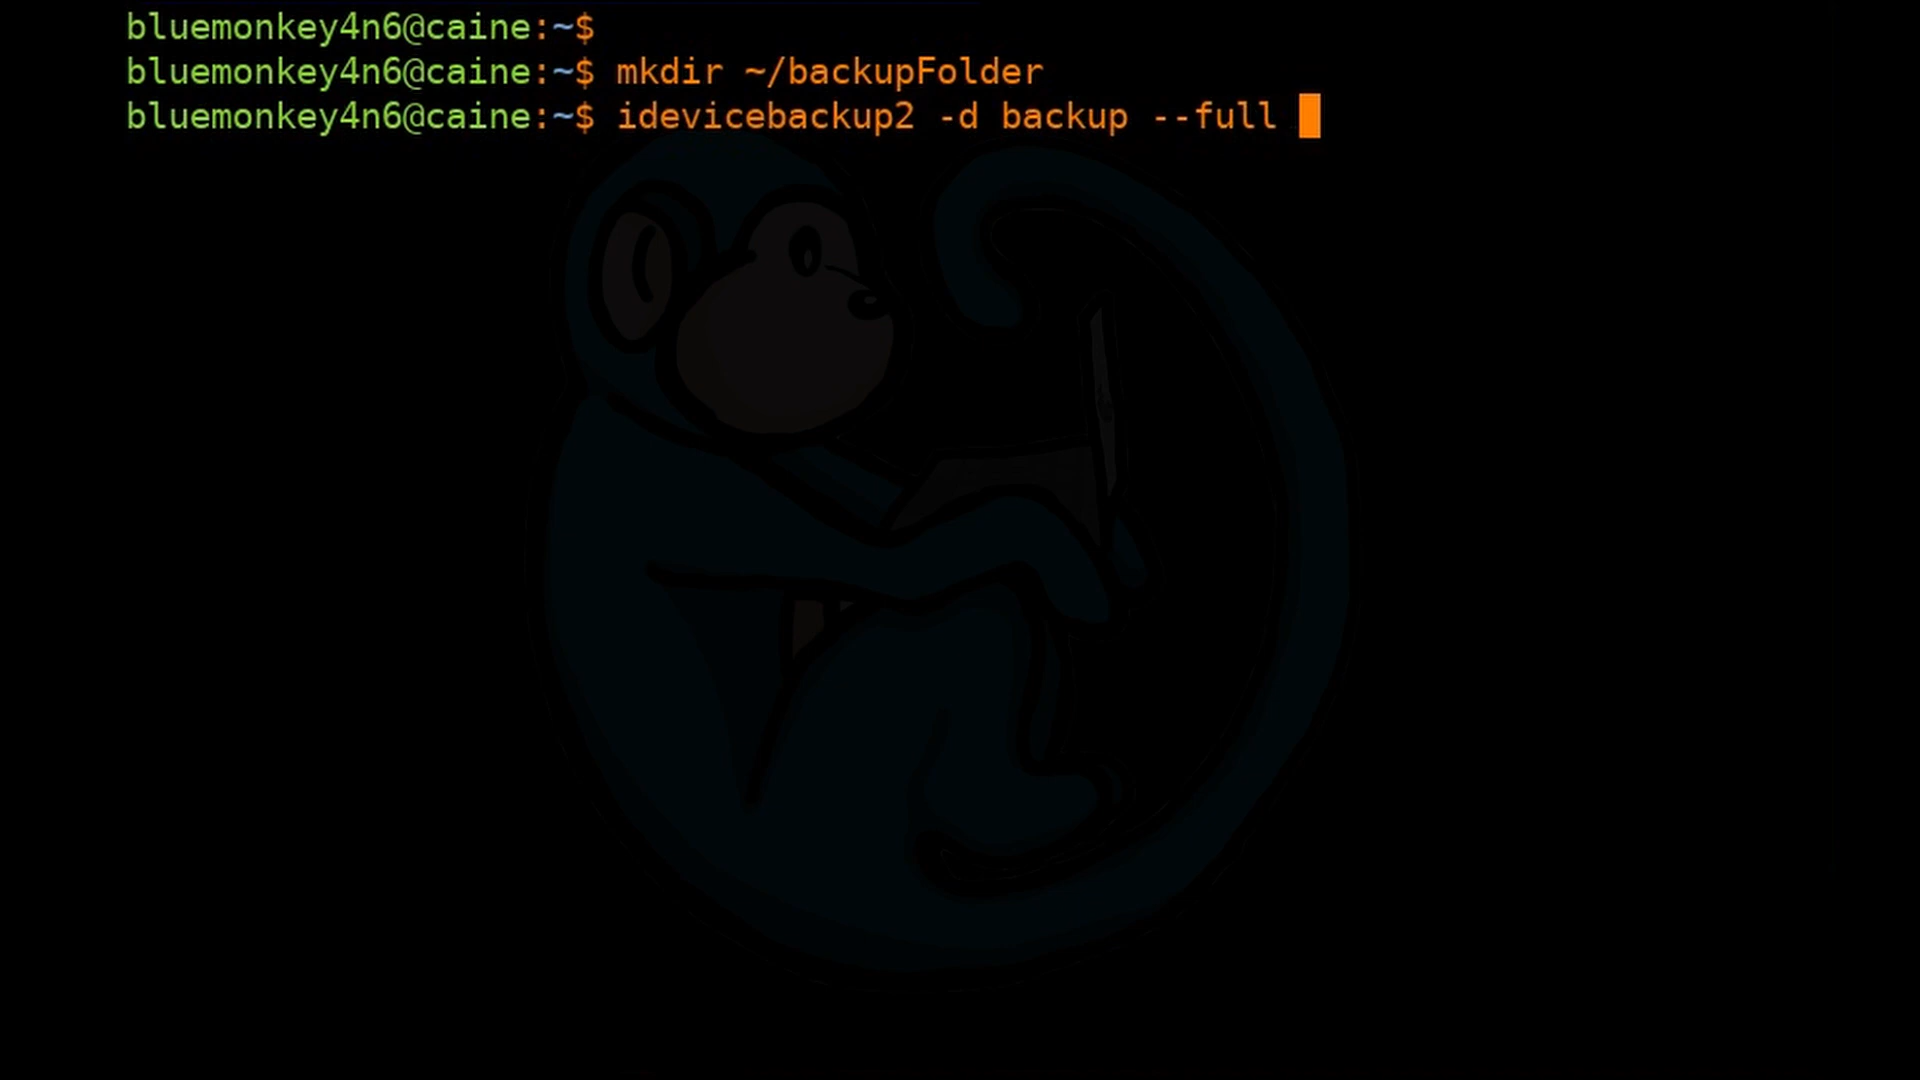 bluemonkey4n6@caine:~$
bluemonkey4n6@caine:~$ mkdir ~/backupFolder
bluemonkey4n6@caine:~$ idevicebackup2 -d backup --full